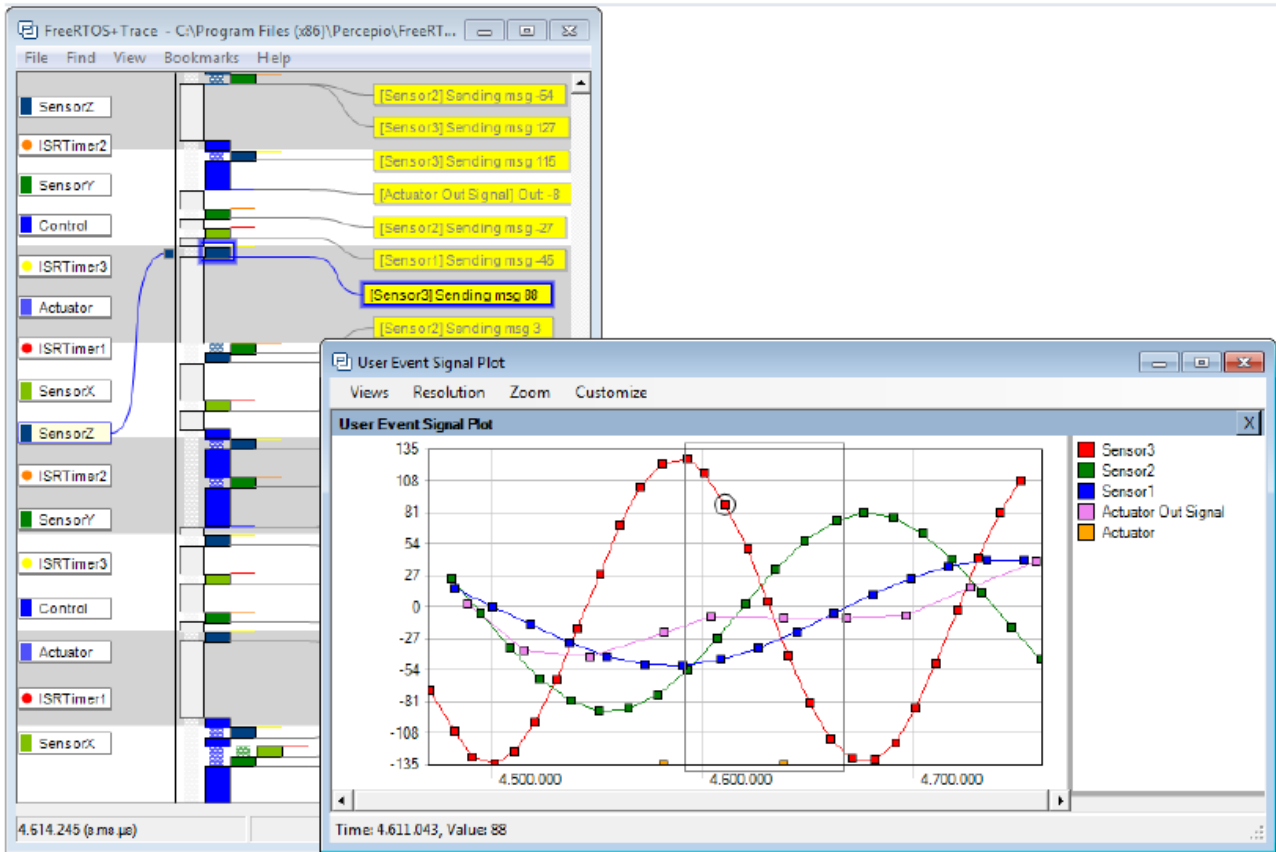 FreeRTOS+Trace - C:\Program Files (x86)\Percepio\FreeRT...
File Find View Bookmarks Help
SensorZ
ISRTimer2
SensorY
Control
ISRTimer3
Actuator
ISRTimer1
SensorX
SensorZ
ISRTimer2
SensorY
ISRTimer3
Control
Actuator
ISRTimer1
SensorX
[Sensor2] Sending msg -54
[Sensor3] Sending msg 127
[Sensor3] Sending msg 115
[Actuator Out Signal] Out: -8
[Sensor2] Sending msg -27
[Sensor1] Sending msg -45
[Sensor3] Sending msg 88
[Sensor2] Sending msg 3
4.614.245 (s.ms.µs)
User Event Signal Plot
Views Resolution Zoom Customize
User Event Signal Plot
X
135
108
81
54
27
0
-27
-54
-81
-108
-135
4.500.000
4.600.000
4.700.000
Sensor3
Sensor2
Sensor1
Actuator Out Signal
Actuator
Time: 4.611.043, Value: 88